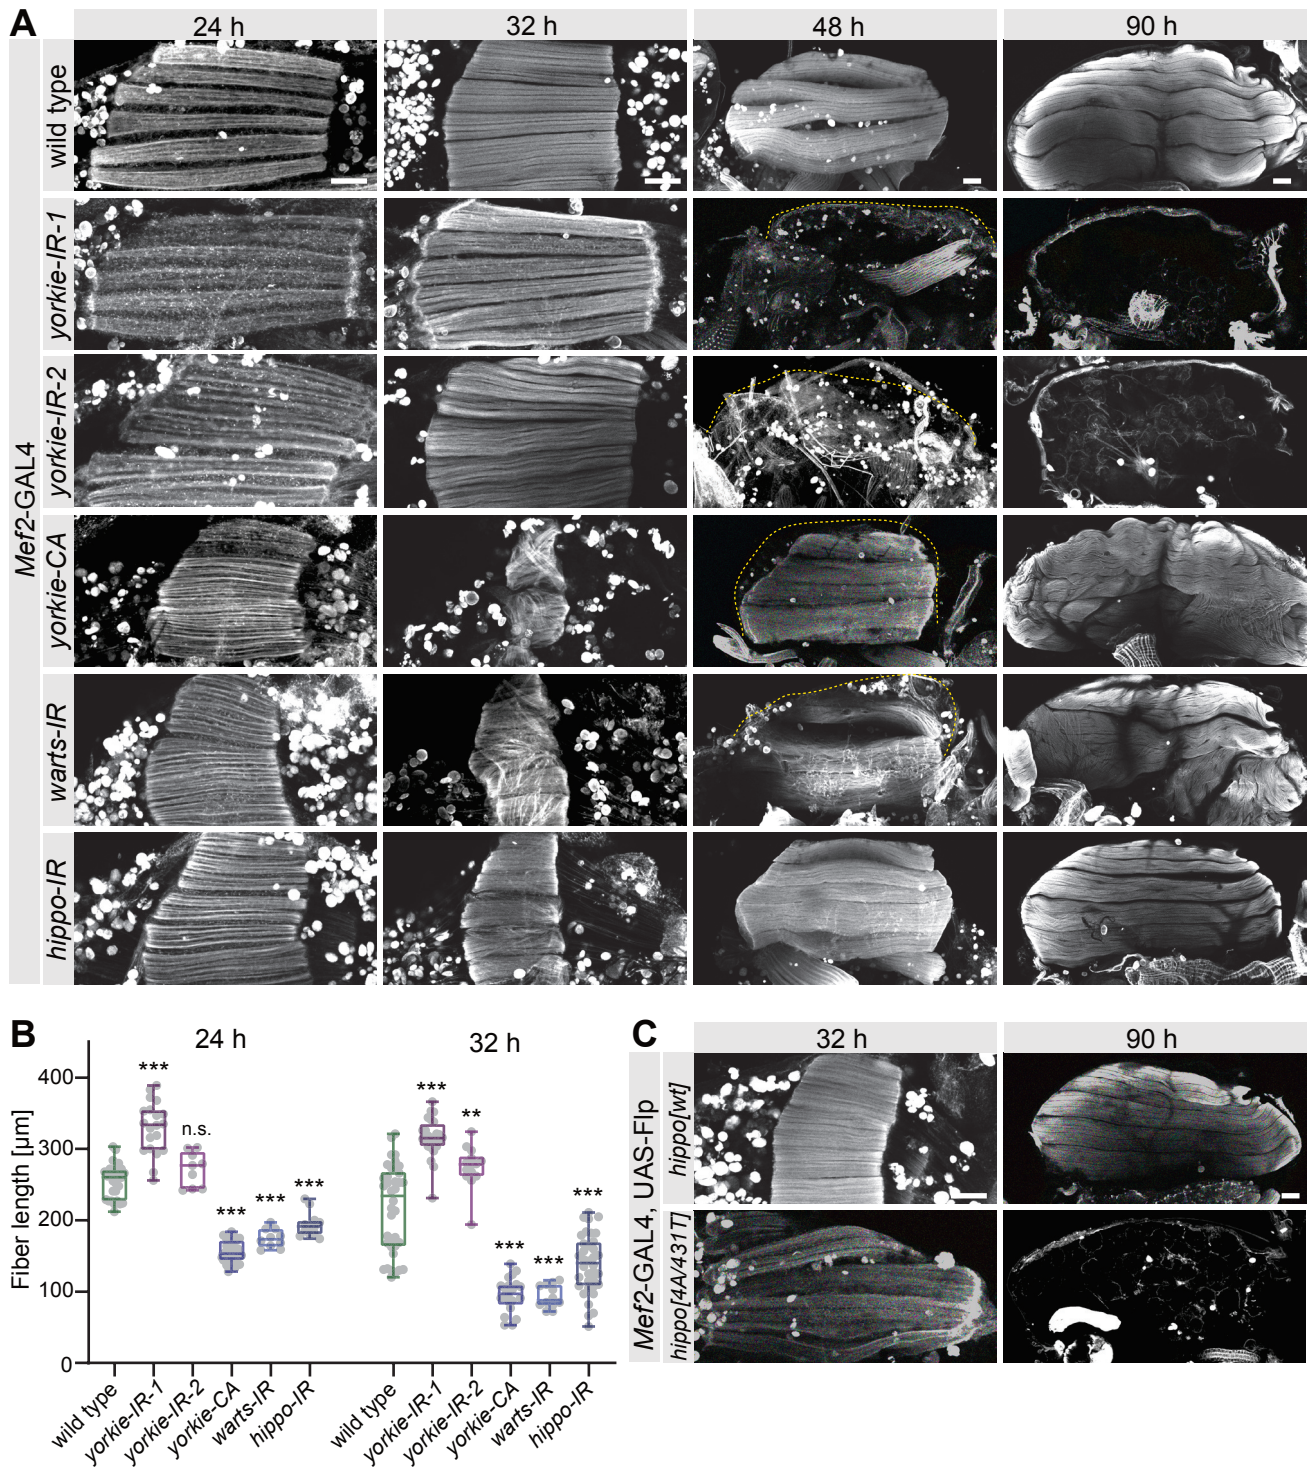 A
24 h 32 h 48 h 90 h
Mef2-GAL4
wild type
yorkie-IR-1
yorkie-IR-2
yorkie-CA
warts-IR
hippo-IR
B
24 h 32 h
Fiber length [µm]
400
300
200
100
0
*** n.s. *** *** ***
*** ** *** *** ***
wild type yorkie-IR-1 yorkie-IR-2 yorkie-CA warts-IR hippo-IR
wild type yorkie-IR-1 yorkie-IR-2 yorkie-CA warts-IR hippo-IR
C
32 h 90 h
Mef2-GAL4, UAS-Flp
hippo[wt]
hippo[4A/431T]